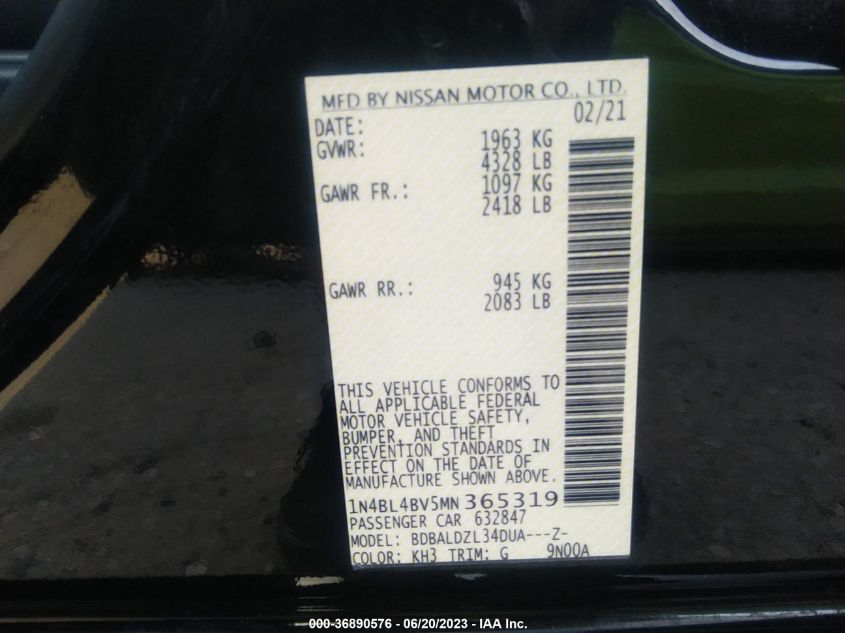 MFD BY NISSAN MOTOR CO., LTD.
DATE: 02/21
GVWR: 1963 KG
4328 LB
GAWR FR.: 1097 KG
2418 LB
GAWR RR.: 945 KG
2083 LB
THIS VEHICLE CONFORMS TO
ALL APPLICABLE FEDERAL
MOTOR VEHICLE SAFETY,
BUMPER, AND THEFT
PREVENTION STANDARDS IN
EFFECT ON THE DATE OF
MANUFACTURE SHOWN ABOVE.
1N4BL4BV5MN365319
PASSENGER CAR 632847
MODEL: BDBALDZL34DUA---Z-
COLOR: KH3 TRIM: G 9N00A
000-36890576 - 06/20/2023 - IAA Inc.